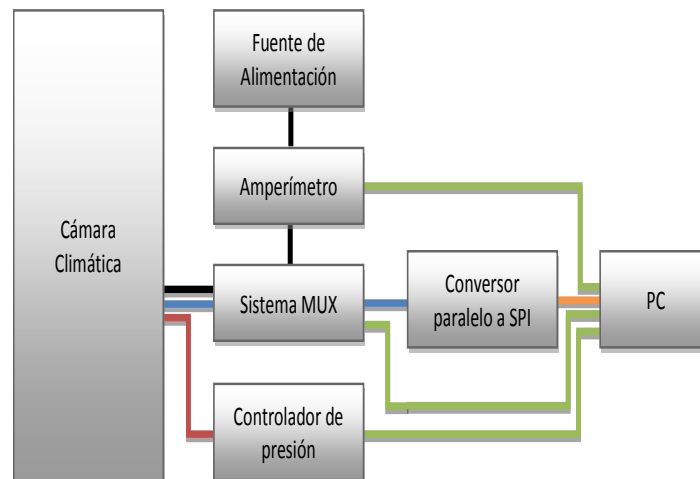 Fuente de
Alimentación
Amperímetro
Cámara
Climática
Sistema MUX
Conversor
paralelo a SPI
PC
Controlador de
presión